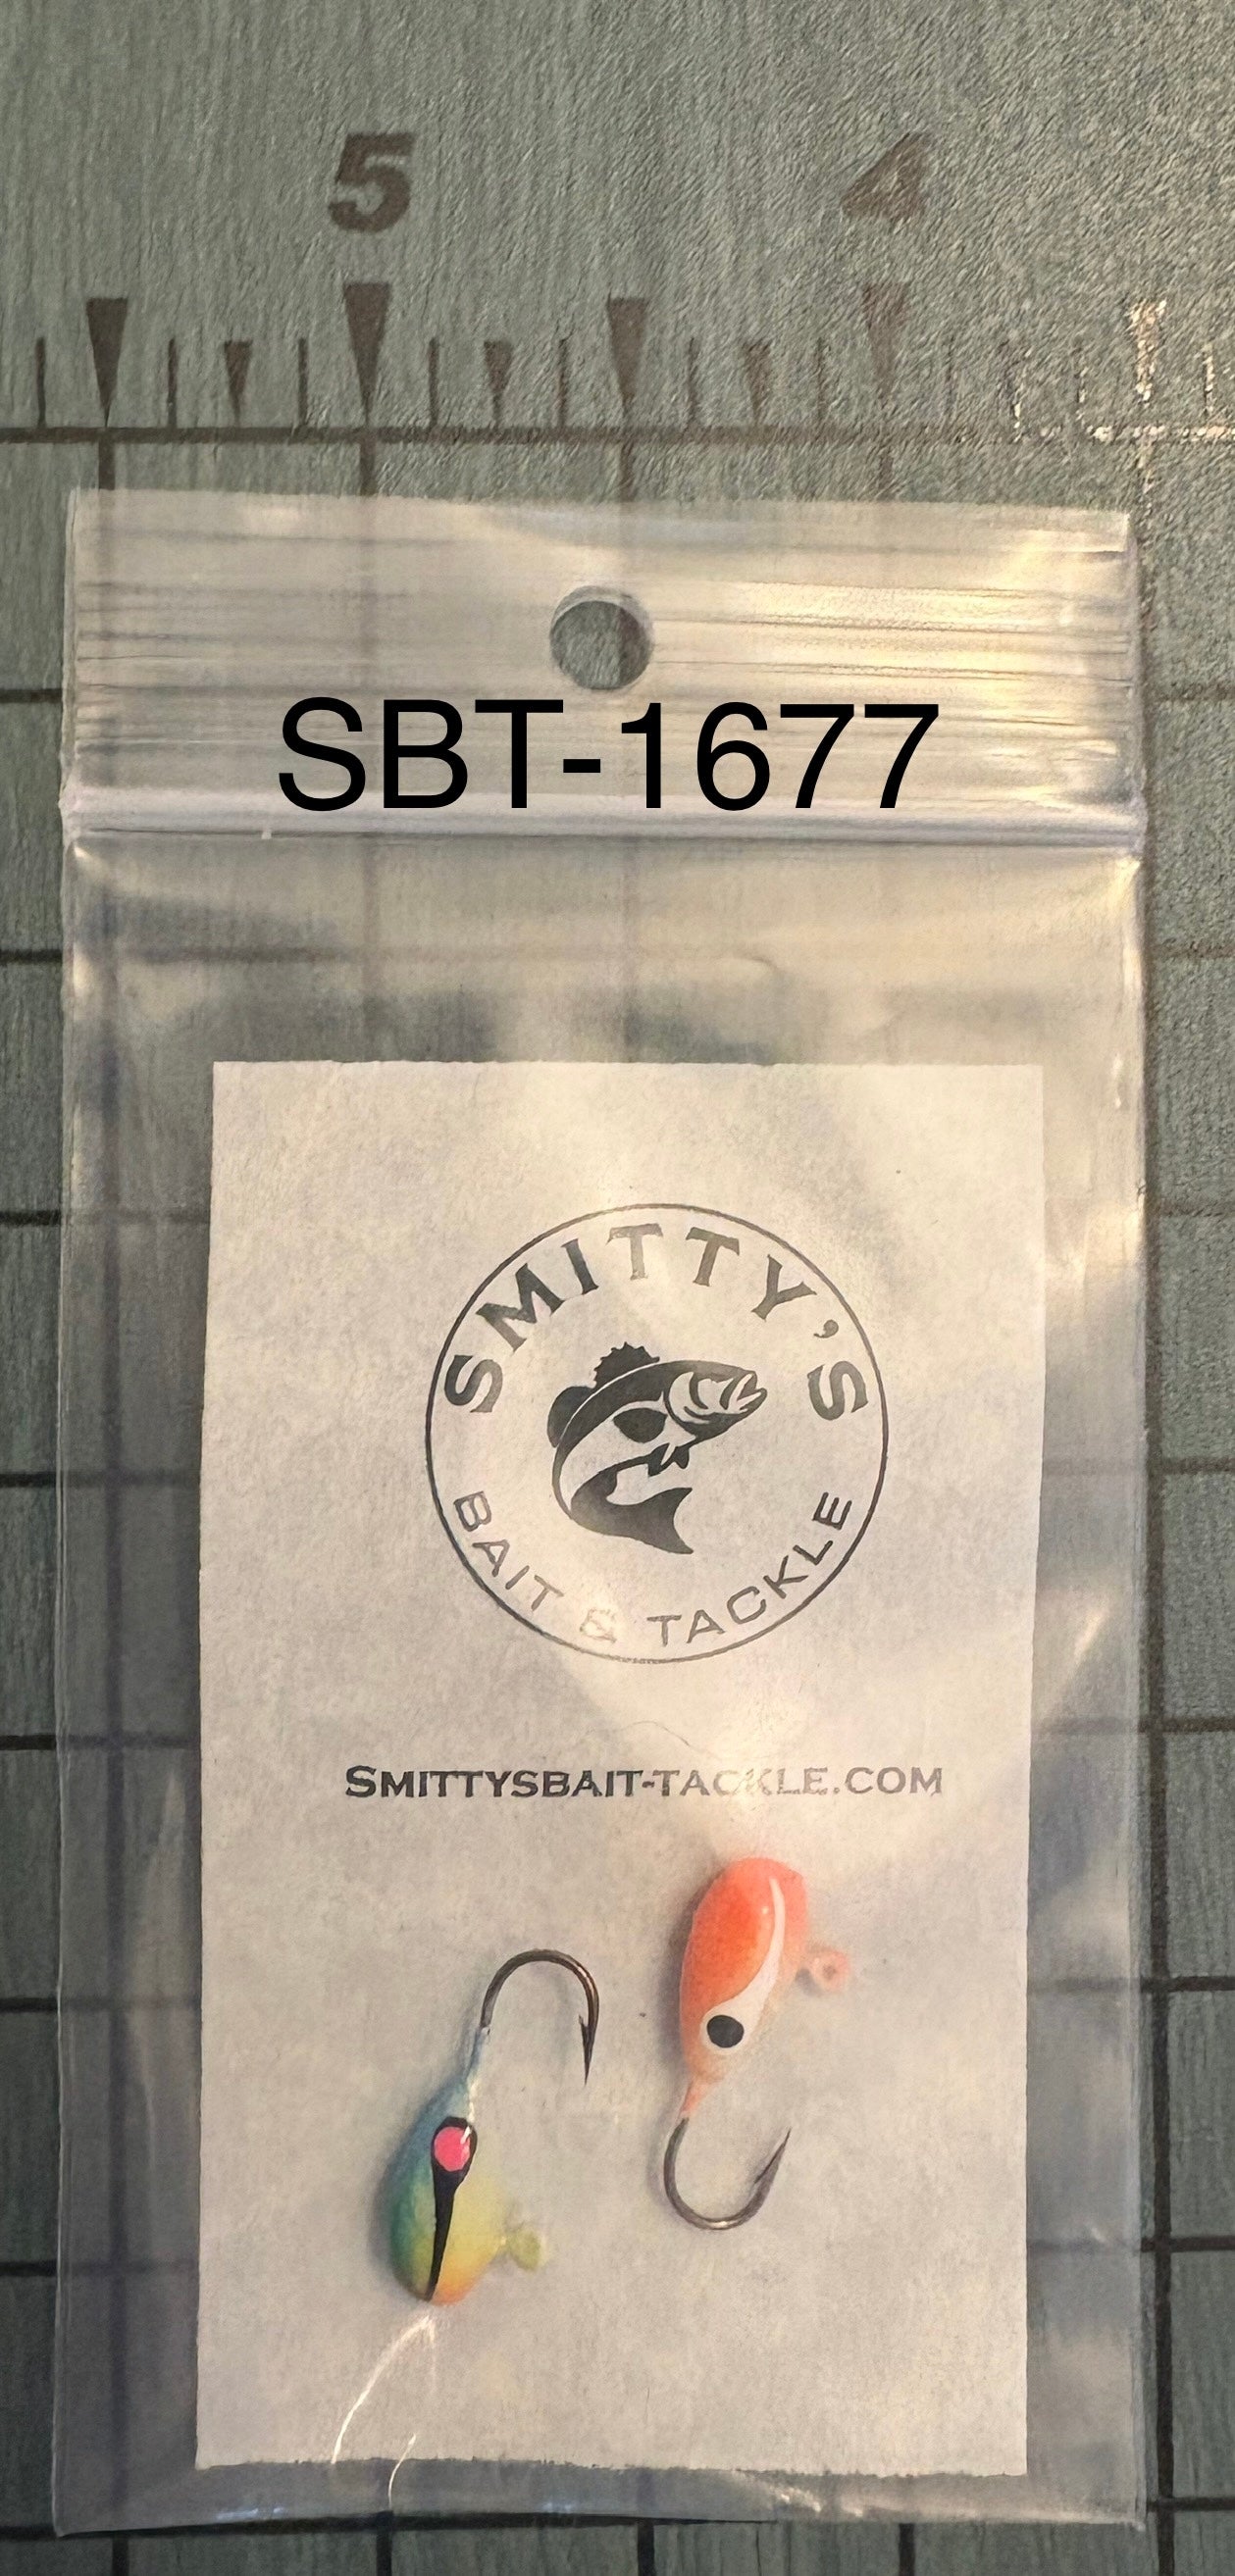 5 4
SBT-1677
SMITTY'S
BAIT & TACKLE
SMITTYSBAIT-TACKLE.COM